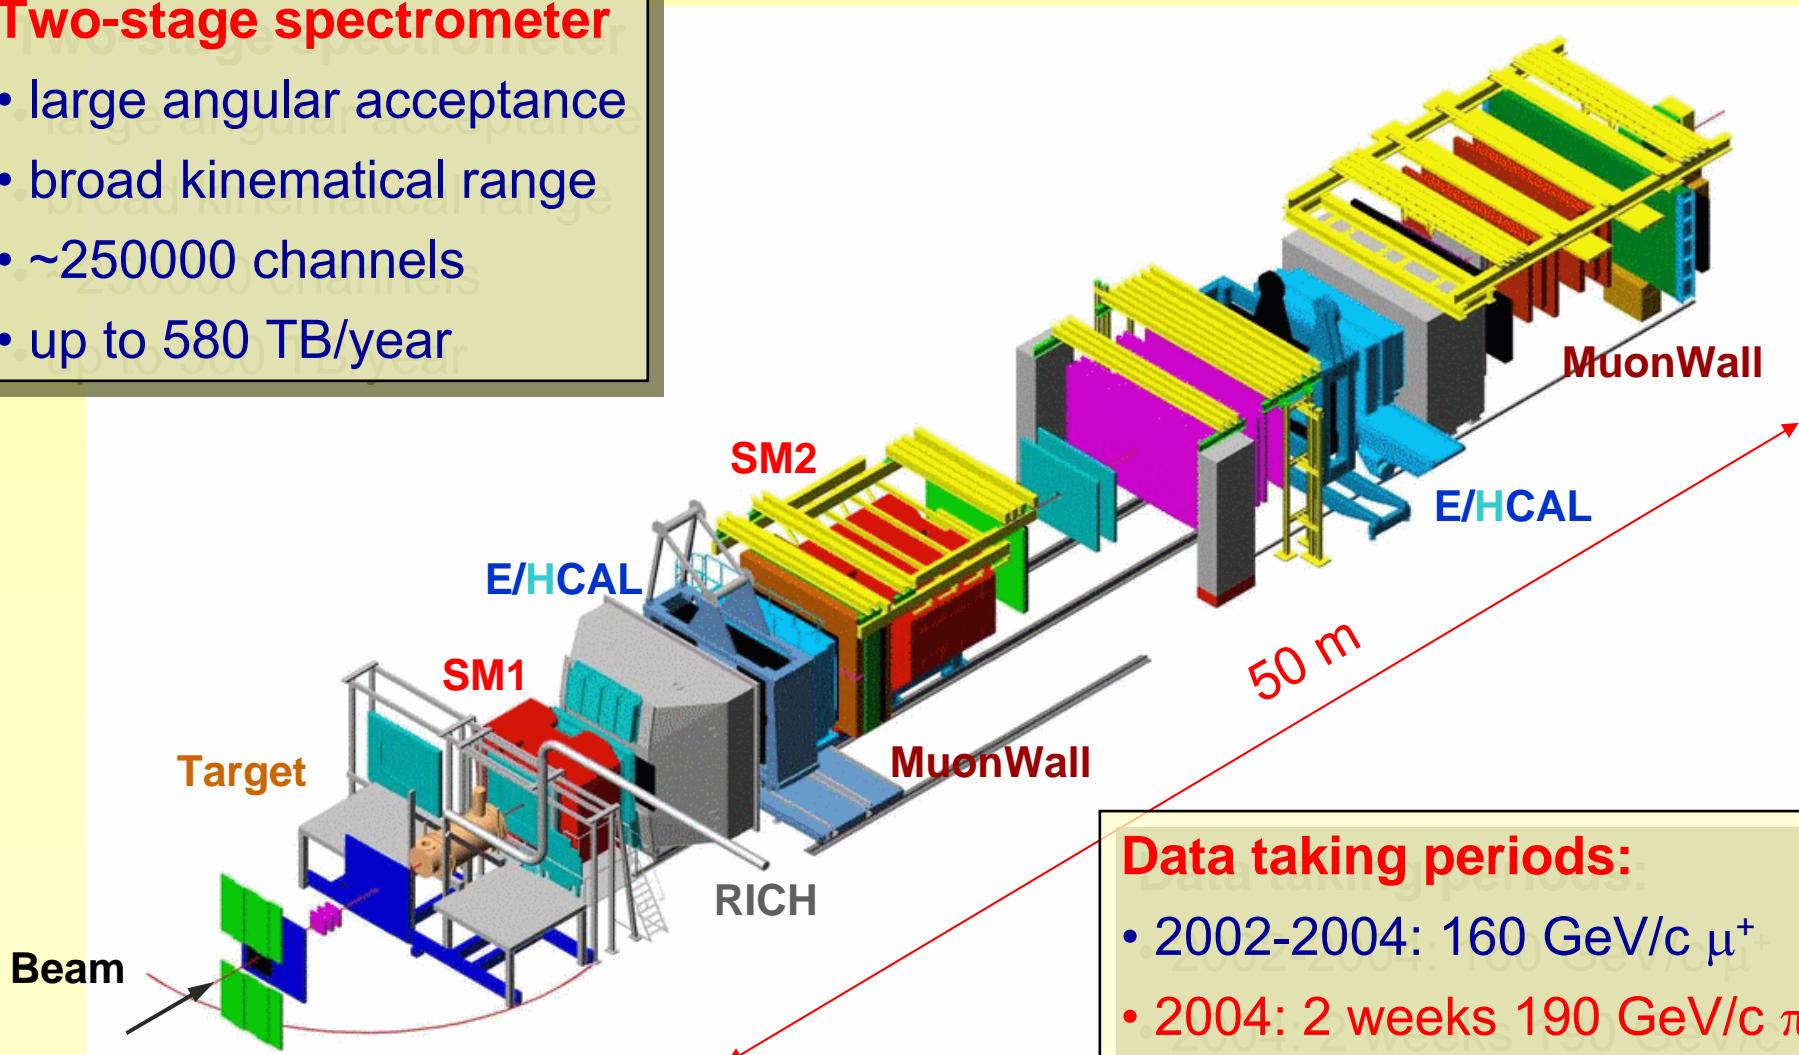 Two-stage spectrometer
• large angular acceptance
• broad kinematical range
• ~250000 channels
• up to 580 TB/year
MuonWall
SM2
E/HCAL
E/HCAL
50 m
SM1
MuonWall
Target
RICH
Beam
Data taking periods:
• 2002-2004: 160 GeV/c μ⁺
• 2004: 2 weeks 190 GeV/c π